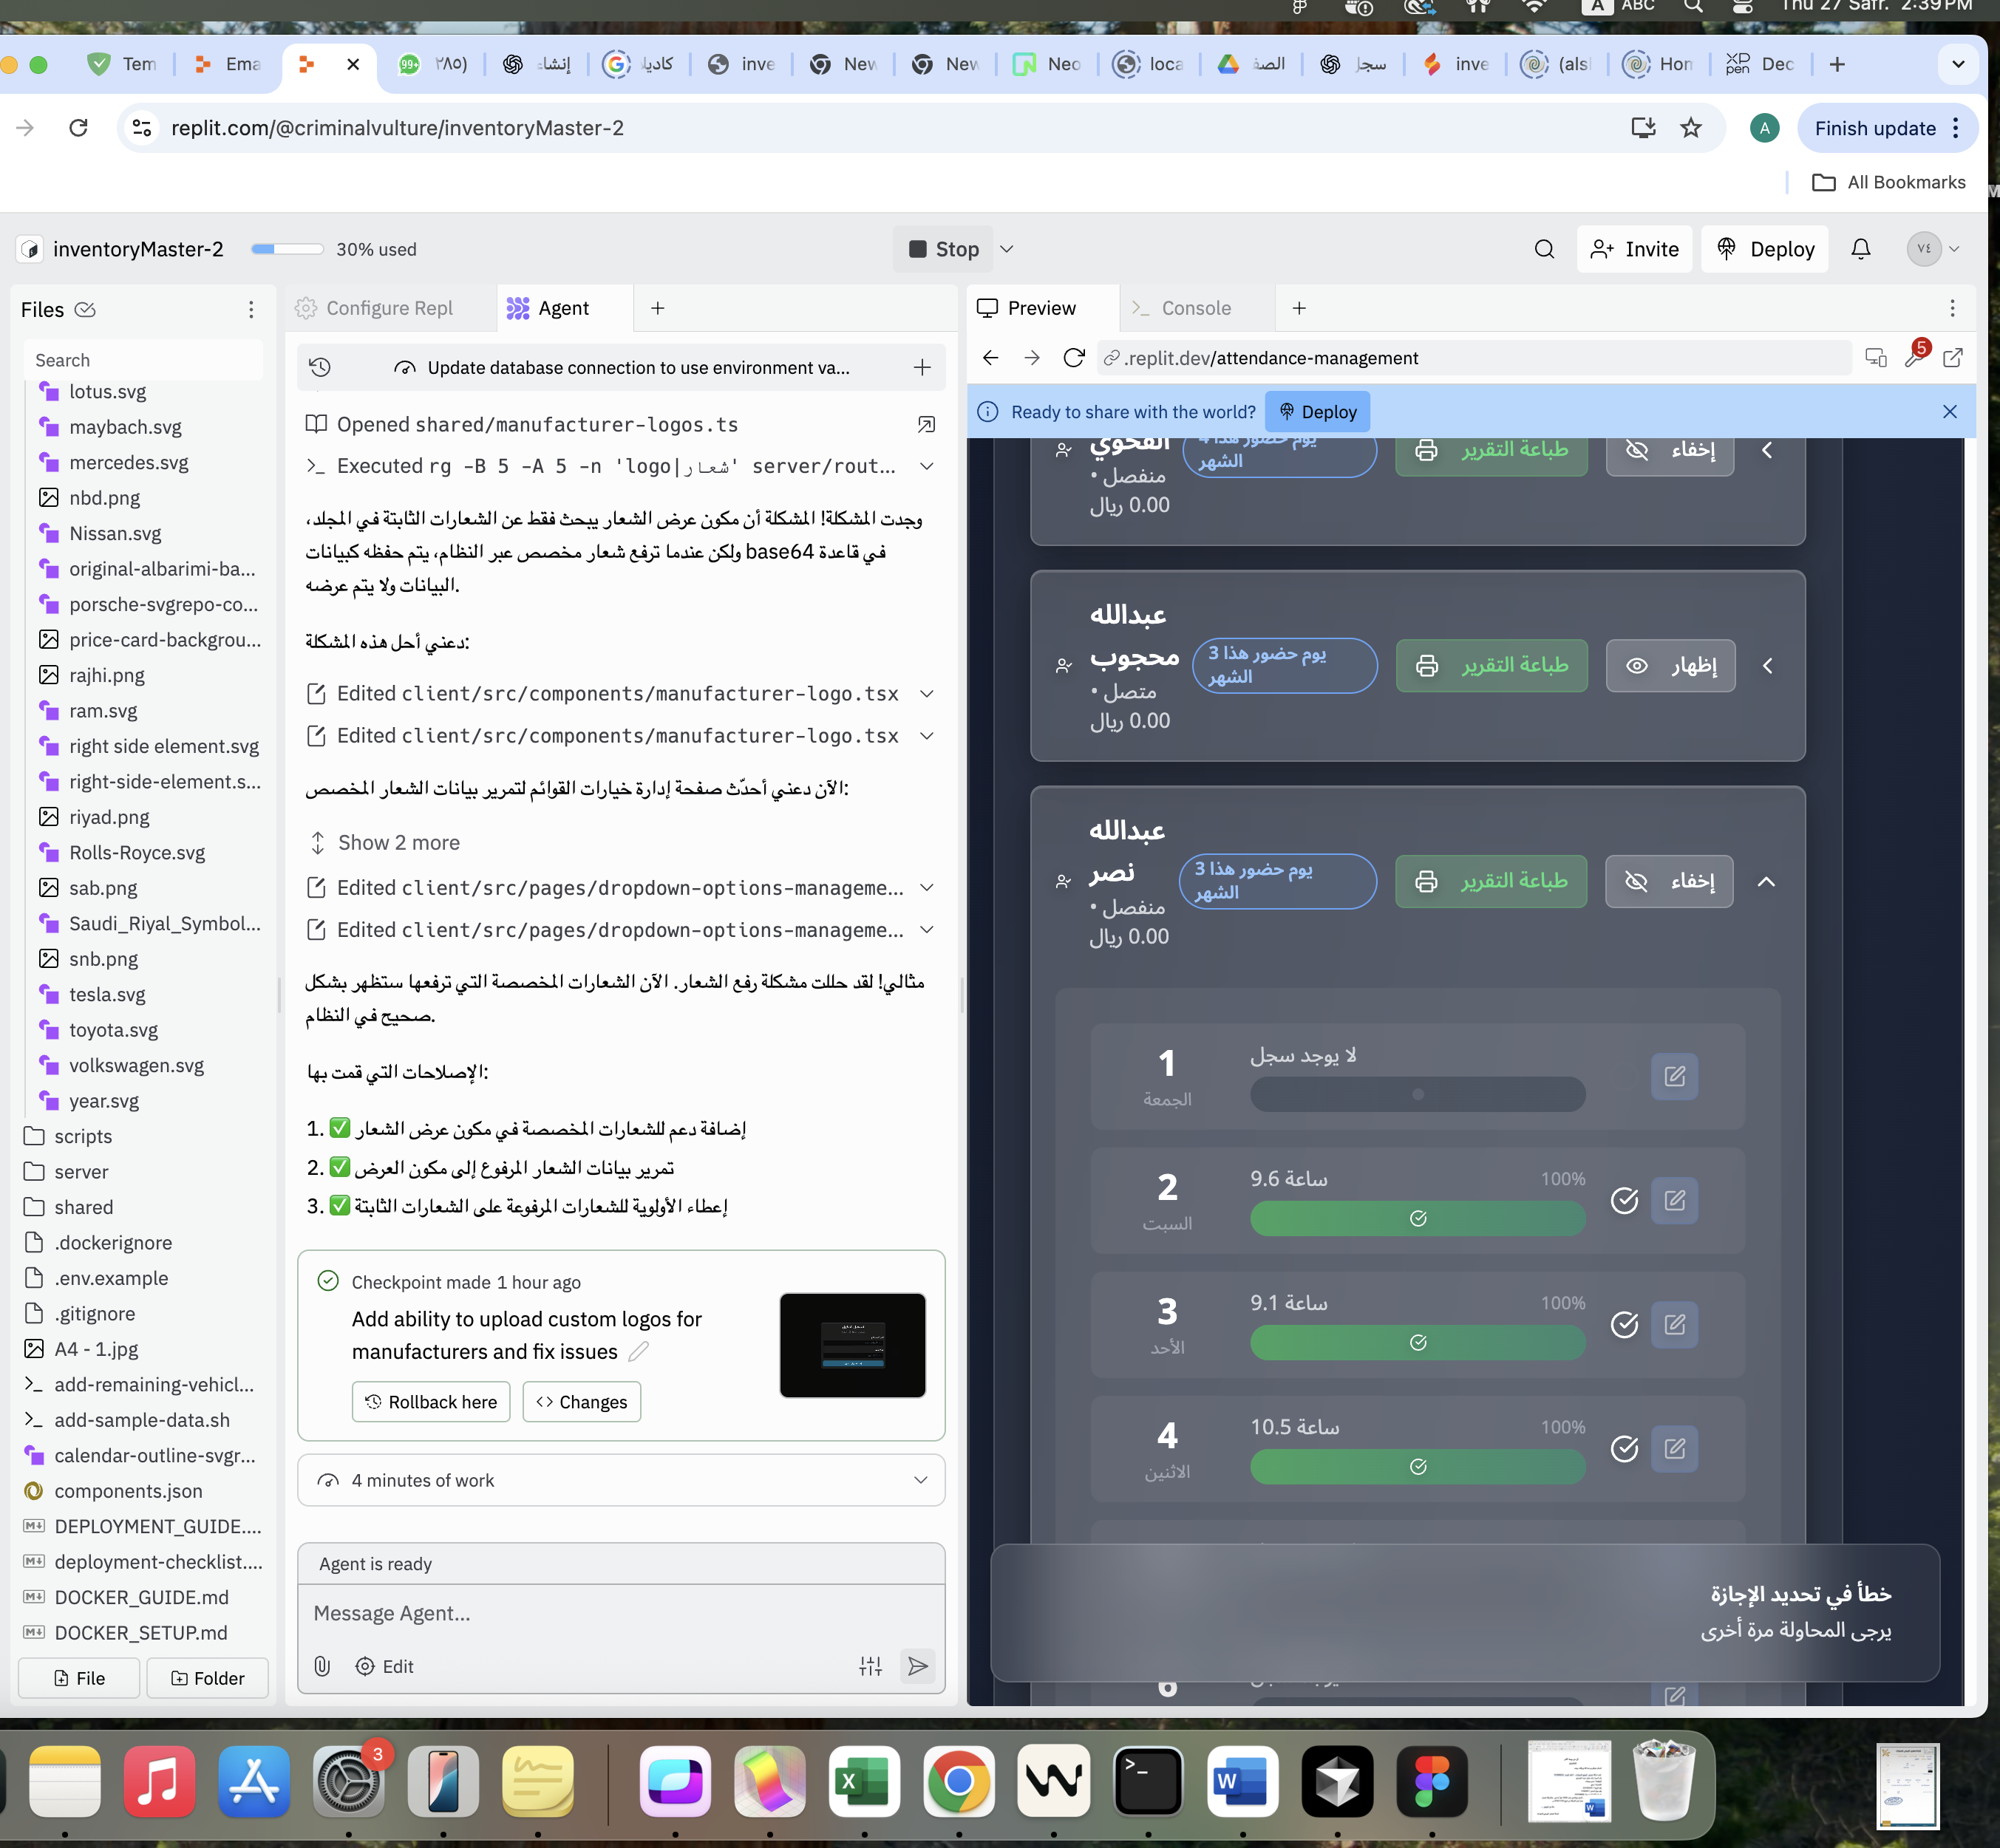 ABC
Thu 27 Safr. 2:39 PM
Tem
Ema
٢٨٥)
إنشاء
كاديا
inve
New
New
Neo
loca
الصف
سجل
inve
(als
Hon
Dec
replit.com/@criminalvulture/inventoryMaster-2
A
Finish update
All Bookmarks
inventoryMaster-2
30% used
Stop
Invite
Deploy
٧٤
Files
Search
lotus.svg
maybach.svg
mercedes.svg
nbd.png
Nissan.svg
original-albarimi-ba...
porsche-svgrepo-co...
price-card-backgrou...
rajhi.png
ram.svg
right side element.svg
right-side-element.s...
riyad.png
Rolls-Royce.svg
sab.png
Saudi_Riyal_Symbol...
snb.png
tesla.svg
toyota.svg
volkswagen.svg
year.svg
scripts
server
shared
.dockerignore
.env.example
.gitignore
A4 - 1.jpg
add-remaining-vehicl...
add-sample-data.sh
calendar-outline-svgr...
components.json
DEPLOYMENT_GUIDE....
deployment-checklist....
DOCKER_GUIDE.md
DOCKER_SETUP.md
File
Folder
Configure Repl
Agent
Update database connection to use environment va...
Opened shared/manufacturer-logos.ts
Executed rg -B 5 -A 5 -n 'logo|شعار' server/rout...
وجدت المشكلة! المشكلة أن مكون عرض الشعار يبحث فقط عن الشعارات الثابتة في المجلد،
في قاعدة base64 ولكن عندما ترفع شعار مخصص عبر النظام، يتم حفظه كبيانات
البيانات ولا يتم عرضه.
دعني أحل هذه المشكلة:
Edited client/src/components/manufacturer-logo.tsx
Edited client/src/components/manufacturer-logo.tsx
الآن دعني أحدّث صفحة إدارة خيارات القوائم لتمرير بيانات الشعار المخصص:
Show 2 more
Edited client/src/pages/dropdown-options-manageme...
Edited client/src/pages/dropdown-options-manageme...
مثالي! لقد حللت مشكلة رفع الشعار. الآن الشعارات المخصصة التي ترفعها ستظهر بشكل
صحيح في النظام.
الإصلاحات التي قمت بها:
1. ✅ إضافة دعم للشعارات المخصصة في مكون عرض الشعار
2. ✅ تمرير بيانات الشعار المرفوع إلى مكون العرض
3. ✅ إعطاء الأولوية للشعارات المرفوعة على الشعارات الثابتة
Checkpoint made 1 hour ago
Add ability to upload custom logos for
manufacturers and fix issues
Rollback here
Changes
4 minutes of work
Agent is ready
Message Agent...
Edit
Preview
Console
.replit.dev/attendance-management
5
Ready to share with the world?
Deploy
الفحوي
يوم حضور هذا 4
الشهر
طباعة التقرير
إخفاء
منفصل •
0.00 ريال
عبدالله
محجوب
يوم حضور هذا 3
الشهر
طباعة التقرير
إظهار
متصل •
0.00 ريال
عبدالله
نصر
يوم حضور هذا 3
الشهر
طباعة التقرير
إخفاء
منفصل •
0.00 ريال
1
الجمعة
لا يوجد سجل
2
السبت
9.6 ساعة
100%
3
الأحد
9.1 ساعة
100%
4
الاثنين
10.5 ساعة
100%
خطأ في تحديد الإجازة
يرجى المحاولة مرة أخرى
6
3